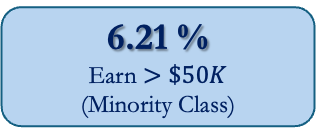 6.21 %
Earn > $50K
(Minority Class)